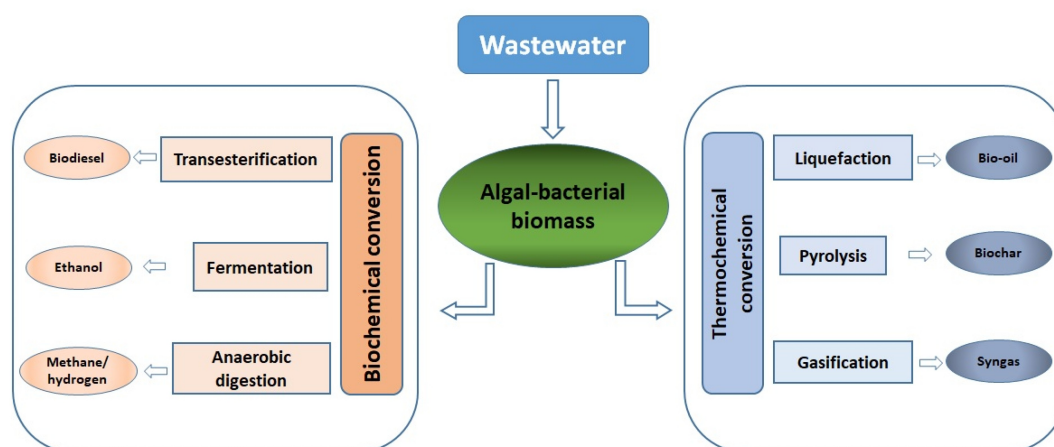 Wastewater
Algal-bacterial
biomass
Biochemical conversion
Transesterification
Biodiesel
Fermentation
Ethanol
Anaerobic
digestion
Methane/
hydrogen
Thermochemical
conversion
Liquefaction
Bio-oil
Pyrolysis
Biochar
Gasification
Syngas